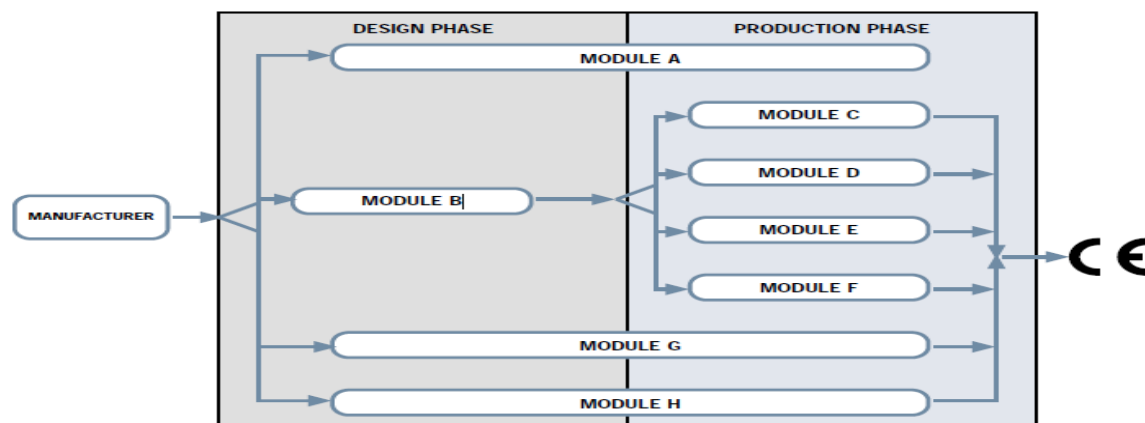 DESIGN PHASE
PRODUCTION PHASE
MODULE A
MODULE C
MODULE D
MANUFACTURER
MODULE B
MODULE E
MODULE F
MODULE G
MODULE H
CE